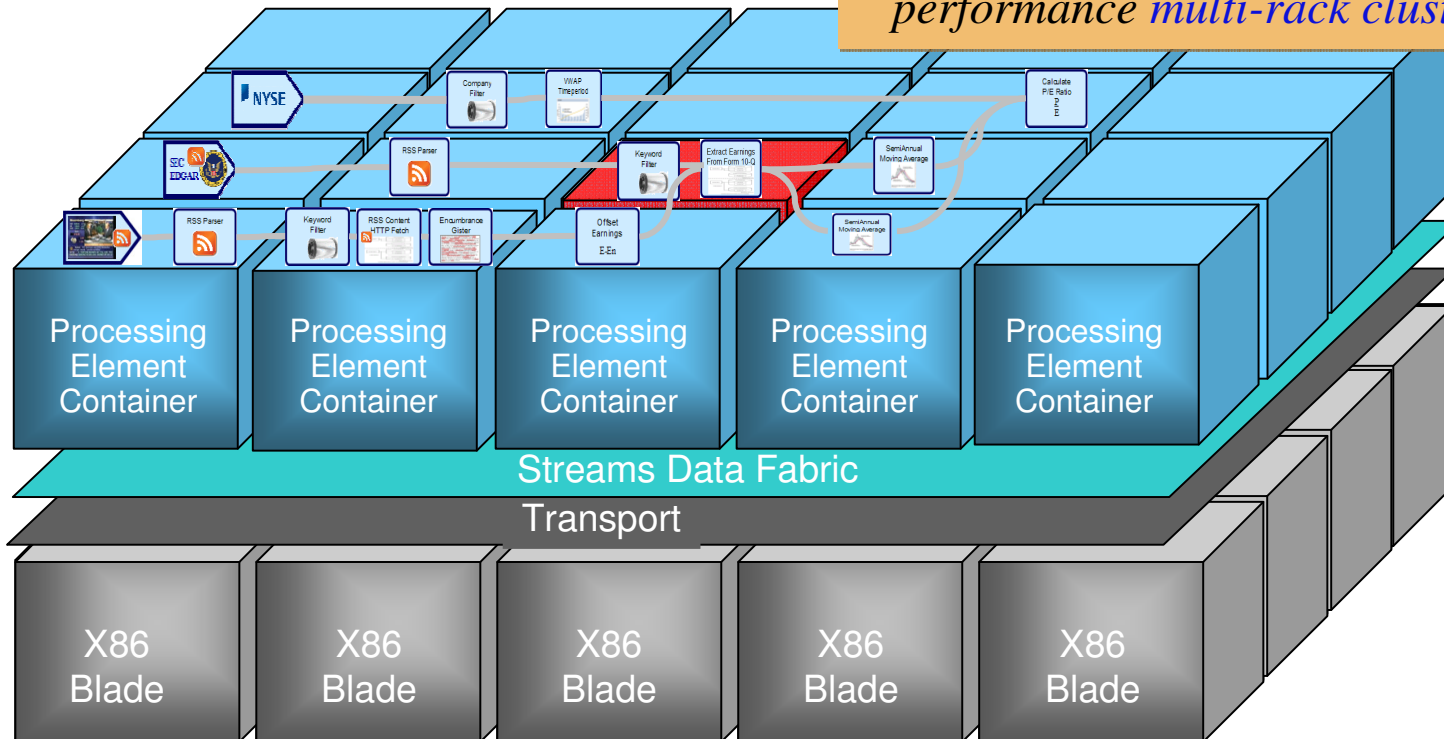 performance multi-rack clus
NYSE
Company
Filter
VWAP
Timeperiod
Calculate
P/E Ratio
P
E
SEC
EDGAR
RSS Parser
Keyword
Filter
Extract Earnings
From Form 10-Q
SemiAnnual
Moving Average
RSS Parser
Keyword
Filter
RSS Content
HTTP Fetch
Encumbrance
Gister
Offset
Earnings
E-En
SemiAnnual
Moving Average
Processing
Element
Container
Processing
Element
Container
Processing
Element
Container
Processing
Element
Container
Processing
Element
Container
Streams Data Fabric
Transport
X86
Blade
X86
Blade
X86
Blade
X86
Blade
X86
Blade